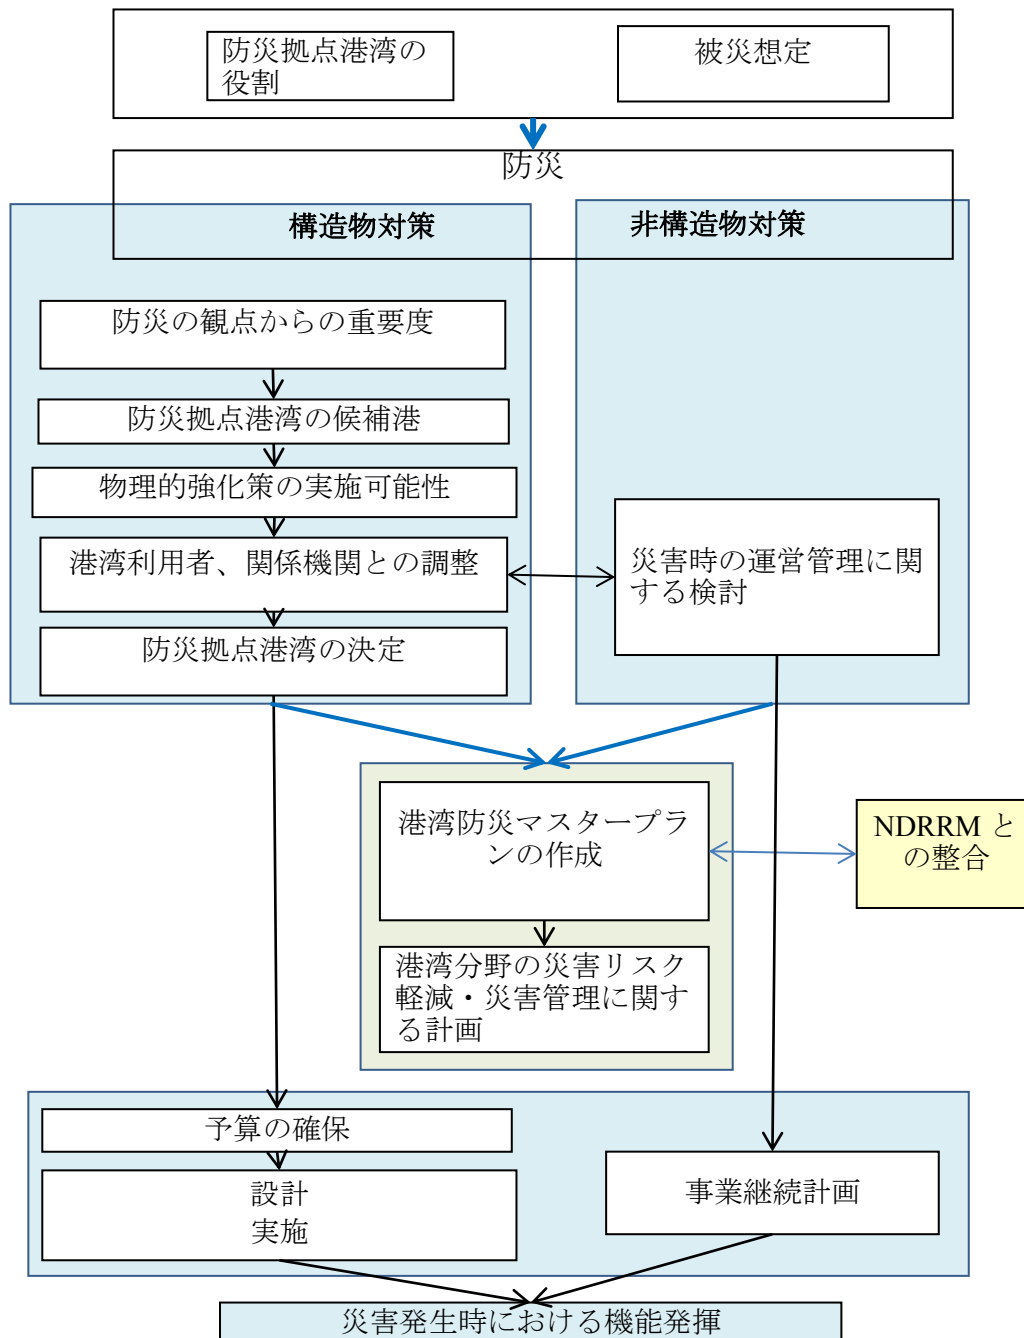 防災拠点港湾の
役割
被災想定
防災
構造物対策
非構造物対策
防災の観点からの重要度
防災拠点港湾の候補港
物理的強化策の実施可能性
港湾利用者、関係機関との調整
防災拠点港湾の決定
災害時の運営管理に関
する検討
港湾防災マスタープラ
ンの作成
NDRRM と
の整合
港湾分野の災害リスク
軽減・災害管理に関す
る計画
予算の確保
設計
実施
事業継続計画
災害発生時における機能発揮